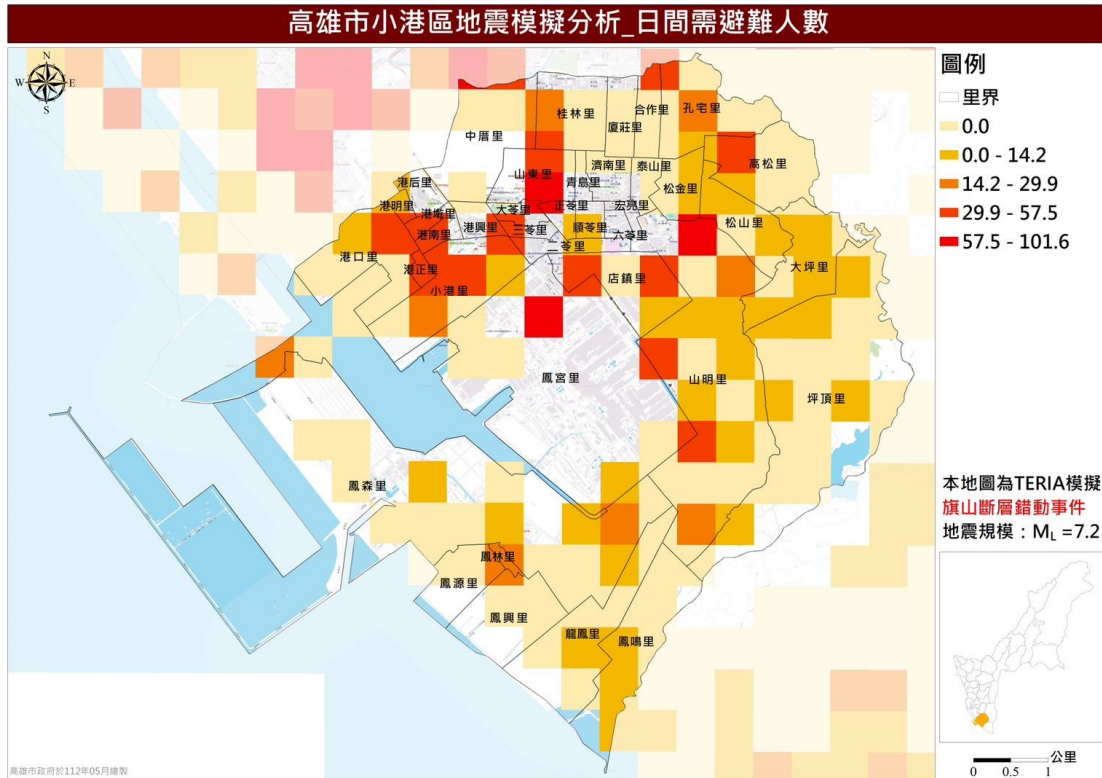 高雄市小港區地震模擬分析_日間需避難人數
N
W
E
S
圖例
里界
0.0
0.0 - 14.2
14.2 - 29.9
29.9 - 57.5
57.5 - 101.6
中厝里
桂林里
廈莊里
合作里
孔宅里
高松里
山東里
濟南里
泰山里
青島里
松金里
港后里
港明里
港墘里
大苓里
正苓里
宏亮里
松山里
港南里
港興里
三苓里
順苓里
六苓里
二苓里
港口里
港正里
小港里
店鎮里
大坪里
鳳宮里
山明里
坪頂里
鳳森里
鳳林里
鳳源里
鳳興里
龍鳳里
鳳鳴里
本地圖為TERIA模擬
旗山斷層錯動事件
地震規模：ML =7.2
公里
0 0.5 1
高雄市政府於112年05月繪製